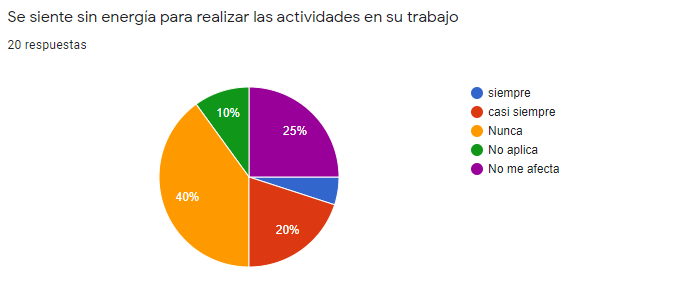 Se siente sin energía para realizar las actividades en su trabajo
20 respuestas
siempre
casi siempre
Nunca
No aplica
No me afecta
10%
25%
40%
20%